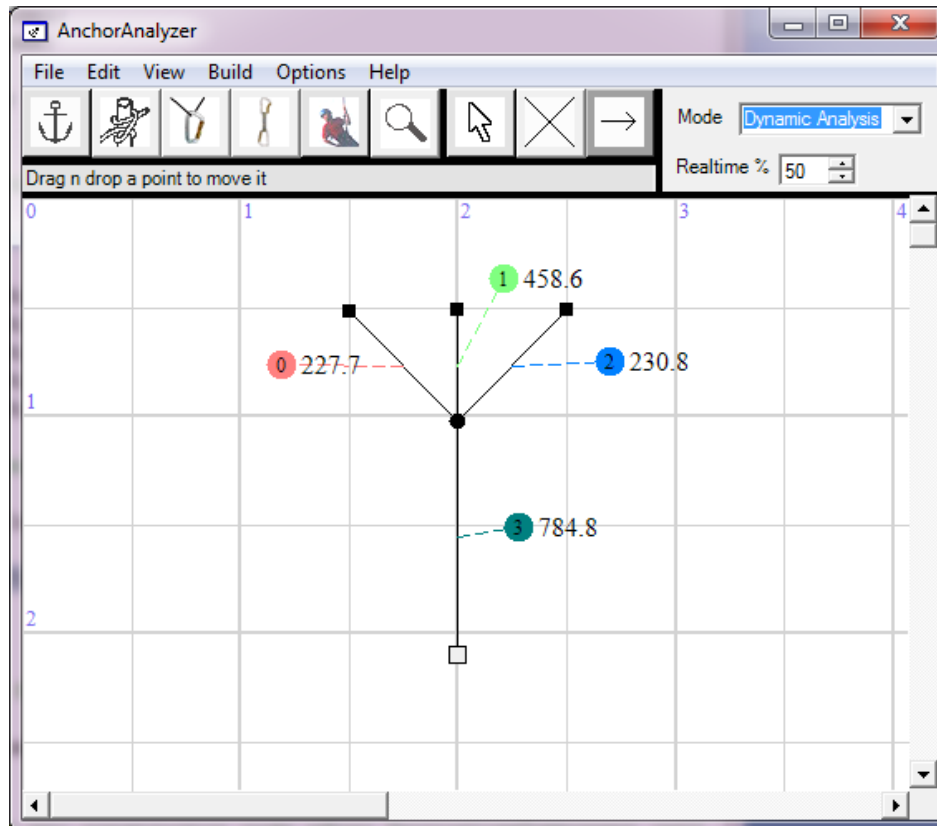 AnchorAnalyzer
File Edit View Build Options Help
Mode Dynamic Analysis
Realtime % 50
Drag n drop a point to move it
0 1 2 3 4
1 458.6
0 227.7
2 230.8
1
3 784.8
2